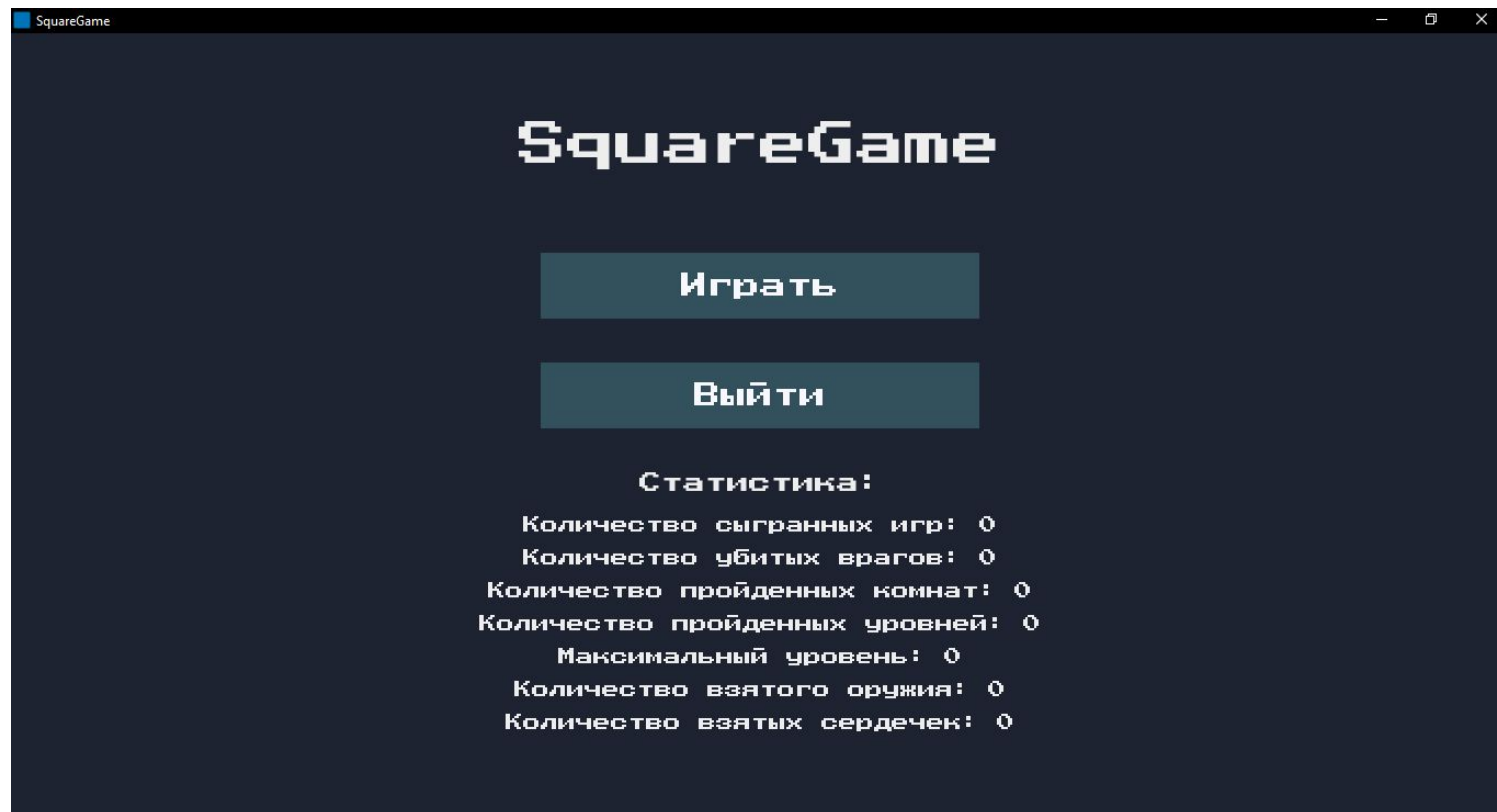 SquareGame
SquareGame
Играть
Выйти
Статистика:
Количество сыгранных игр: 0
Количество убитых врагов: 0
Количество пройденных комнат: 0
Количество пройденных уровней: 0
Максимальный уровень: 0
Количество взятого оружия: 0
Количество взятых сердечек: 0